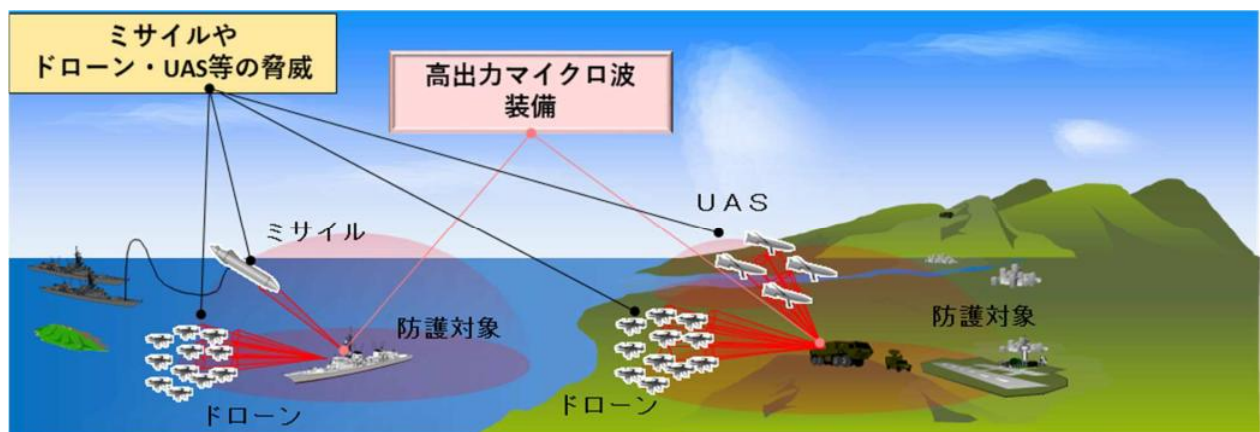 ミサイルや
ドローン・UAS等の脅威
高出力マイクロ波
装備
UAS
ミサイル
防護対象
防護対象
ドローン
ドローン